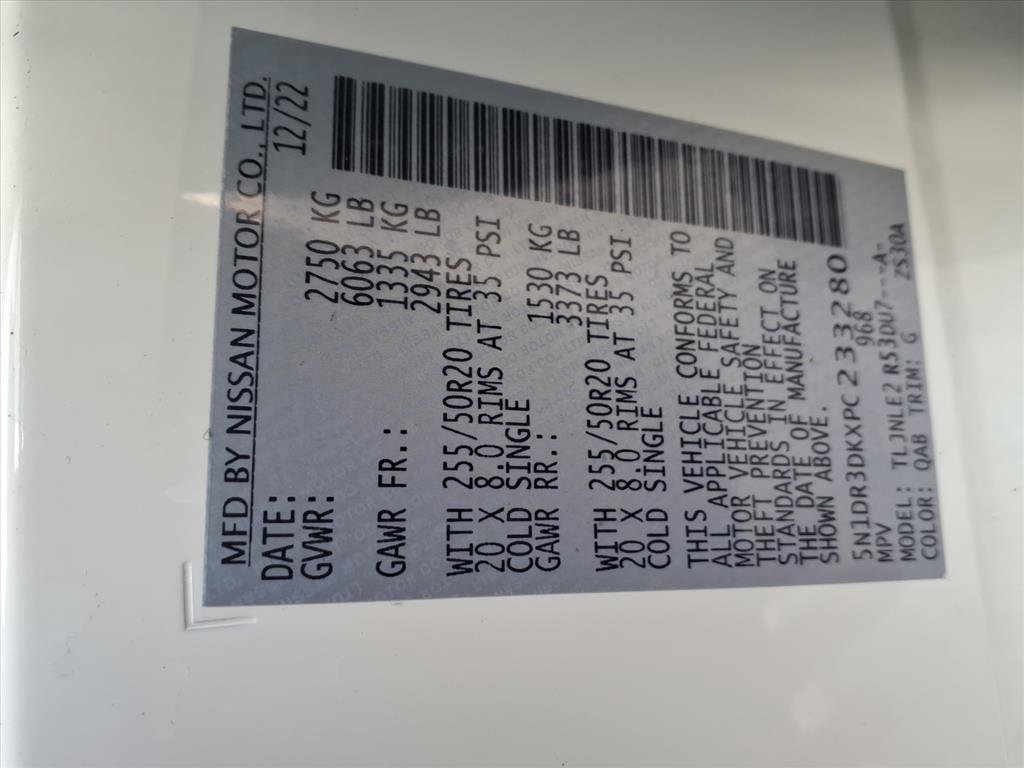 MFD BY NISSAN MOTOR CO., LTD.
DATE: 12/22
GVWR: 2750 KG
6063 LB
GAWR FR.: 1335 KG
2943 LB
WITH 255/50R20 TIRES
20 X 8.0 RIMS AT 35 PSI
COLD SINGLE
GAWR RR.: 1530 KG
3373 LB
WITH 255/50R20 TIRES
20 X 8.0 RIMS AT 35 PSI
COLD SINGLE
THIS VEHICLE CONFORMS TO
ALL APPLICABLE FEDERAL
MOTOR VEHICLE SAFETY AND
THEFT PREVENTION
STANDARDS IN EFFECT ON
THE DATE OF MANUFACTURE
SHOWN ABOVE.
5N1DR3DKXPC233280
MPV 968
MODEL: TLJNLE2 R53DU7---A-
COLOR: QAB TRIM: G 2S30A